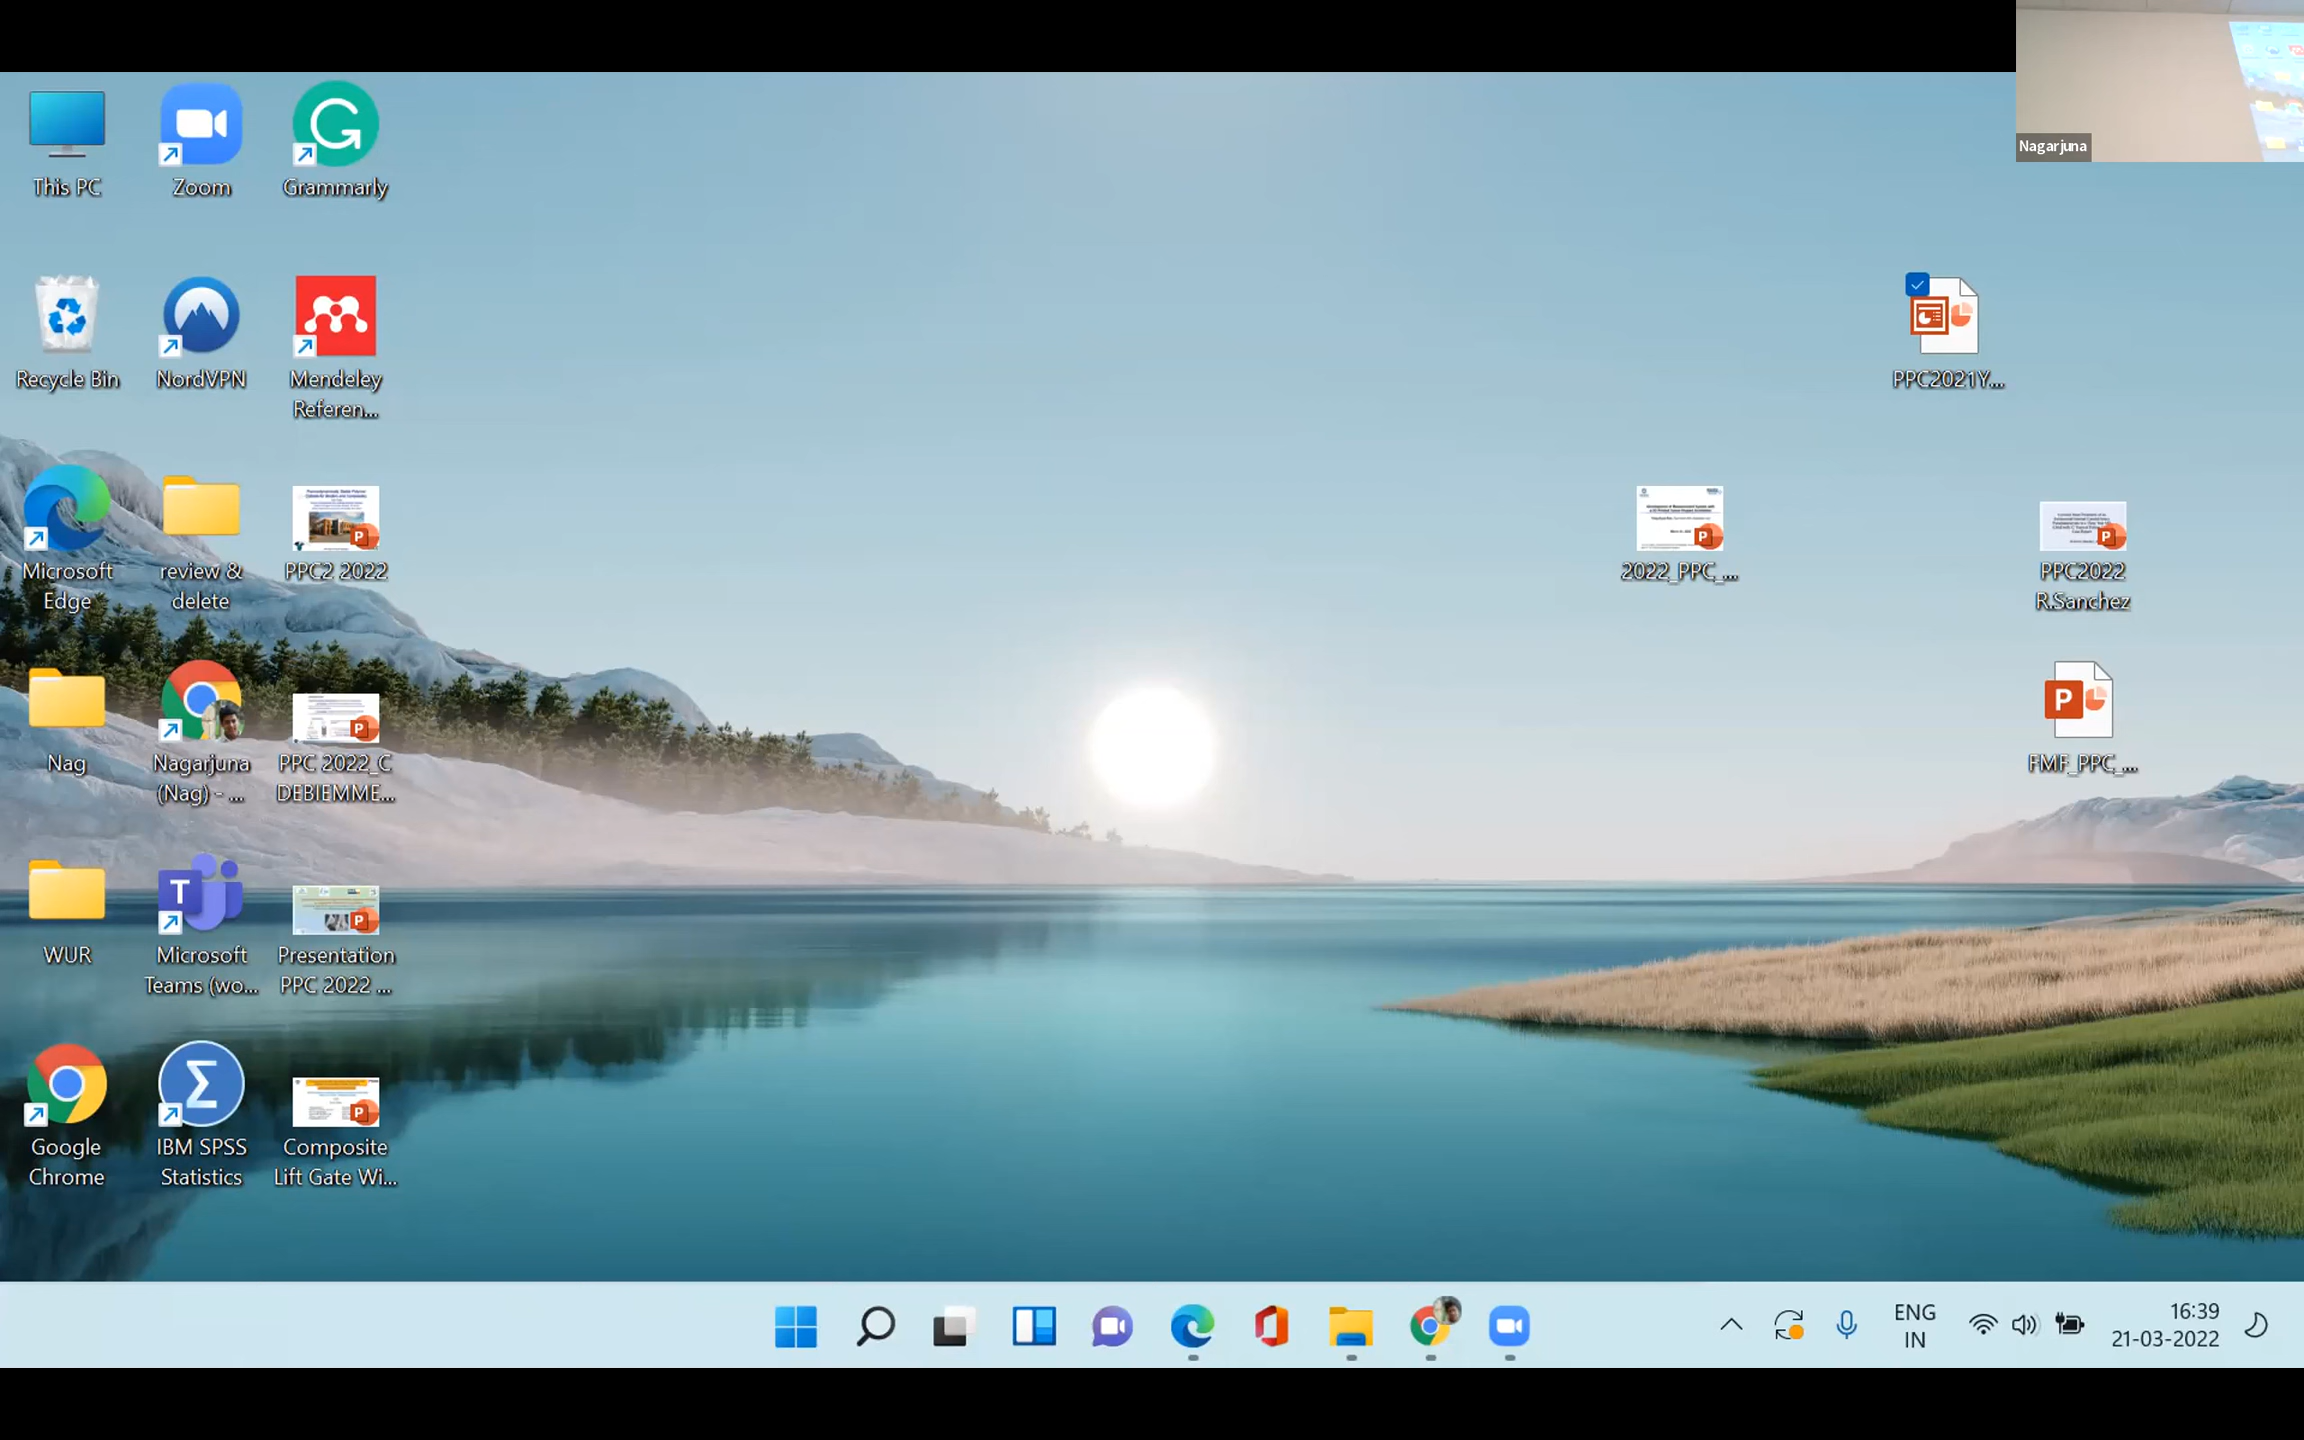 Nagarjuna
This PC
Zoom
Grammarly
Recycle Bin
NordVPN
Mendeley
Referen...
PPC2021Y...
Microsoft
Edge
review &
delete
PPC2 2022
2022_PPC_...
PPC2022
R.Sanchez
Nag
Nagarjuna
(Nag) - ...
PPC 2022_C
DEBIEMME...
FMF_PPC_...
WUR
Microsoft
Teams (wo...
Presentation
PPC 2022 ...
Google
Chrome
IBM SPSS
Statistics
Composite
Lift Gate Wi...
ENG
IN
16:39
21-03-2022